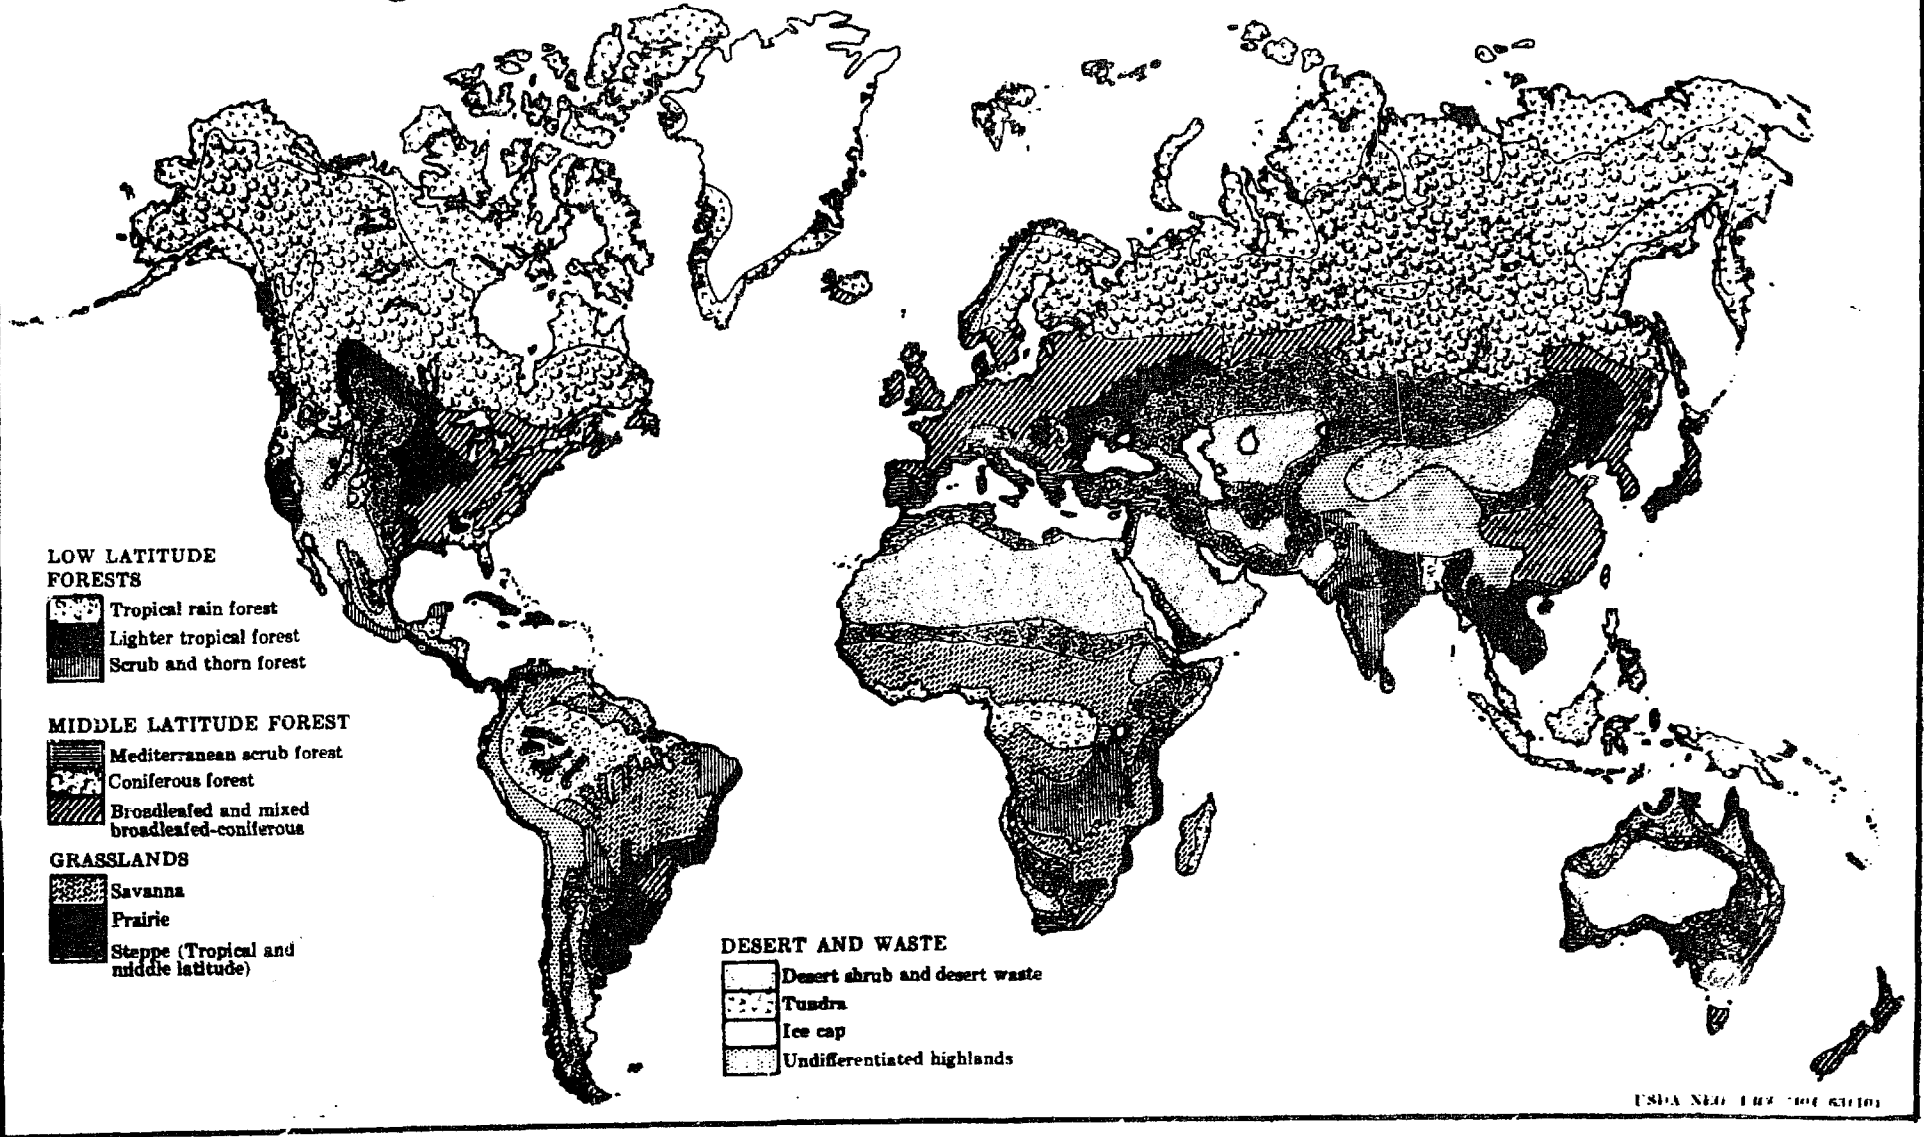 LOW LATITUDE
FORESTS
Tropical rain forest
Lighter tropical forest
Scrub and thorn forest
MIDDLE LATITUDE FOREST
Mediterranean scrub forest
Coniferous forest
Broadleafed and mixed
broadleafed-coniferous
GRASSLANDS
Savanna
Prairie
Steppe (Tropical and
middle latitude)
DESERT AND WASTE
Desert shrub and desert waste
Tundra
Ice cap
Undifferentiated highlands
USDA